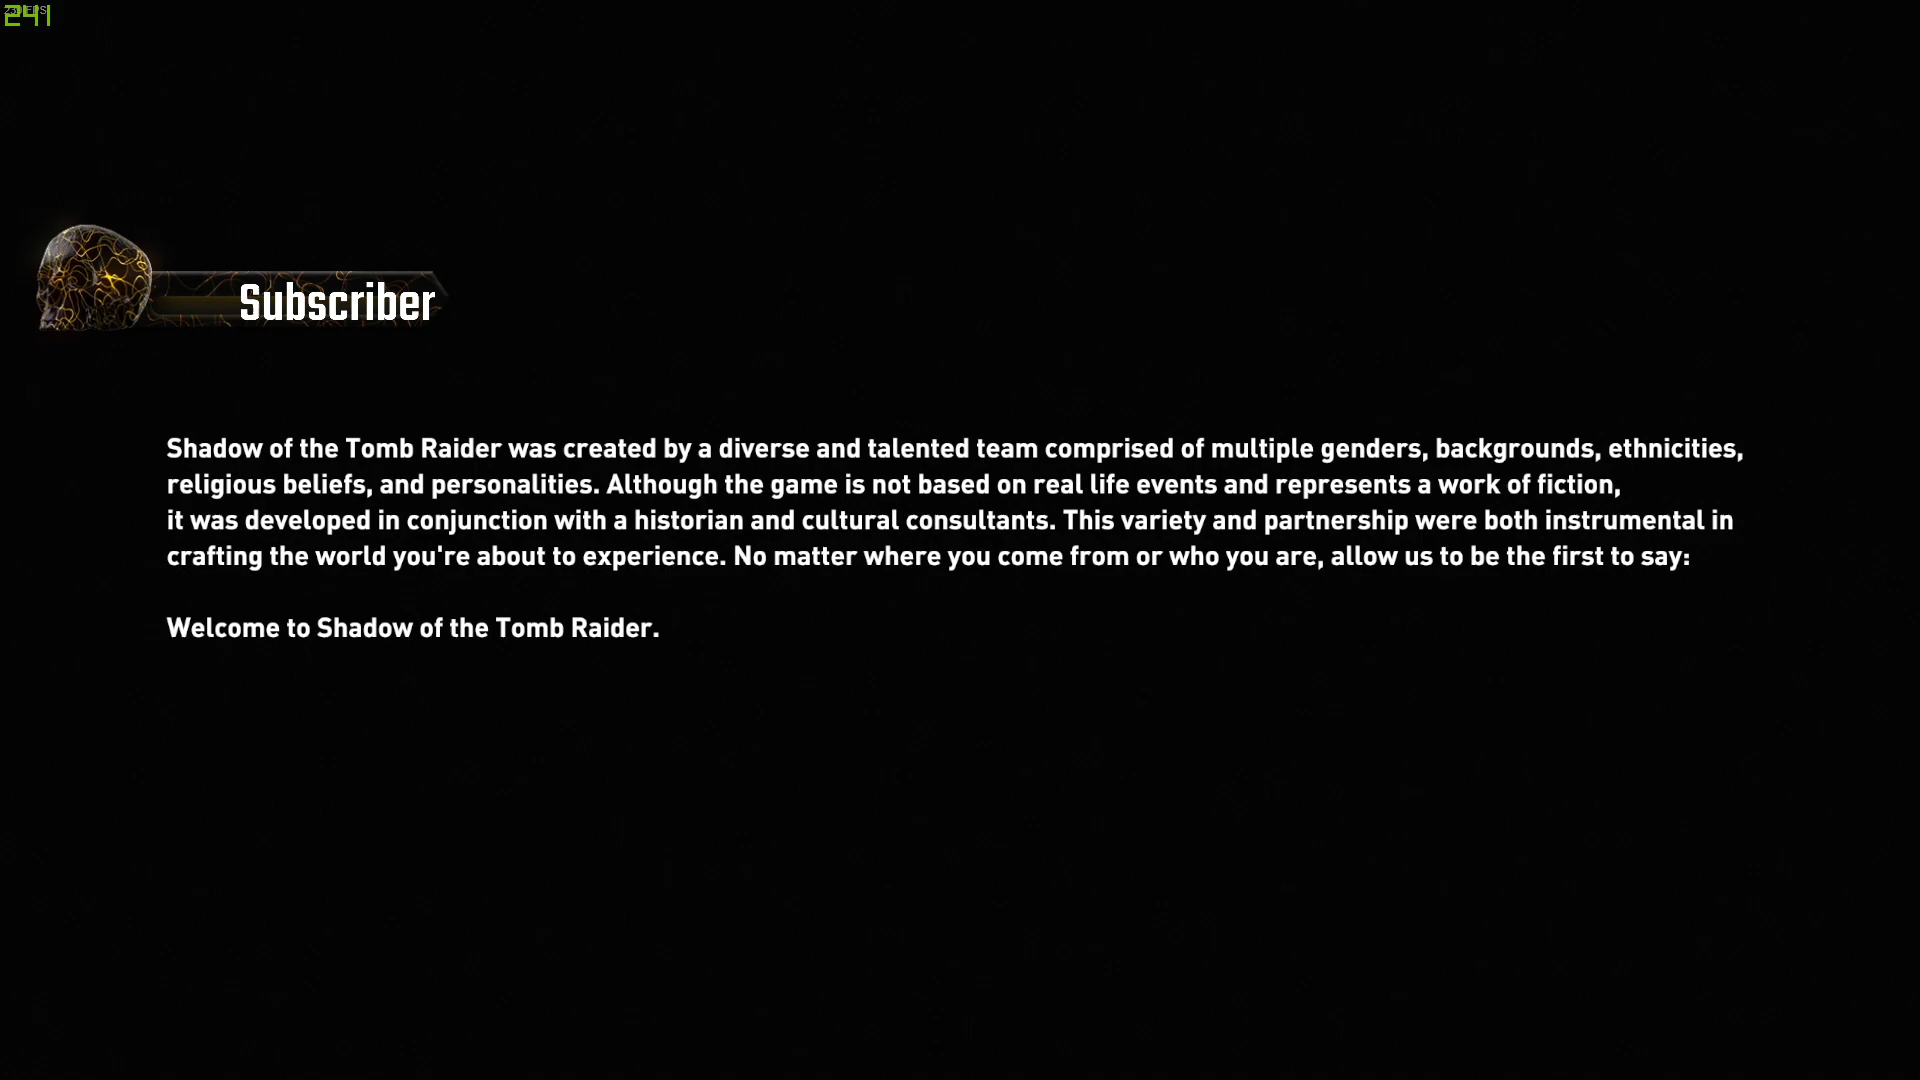 241
Subscriber
Shadow of the Tomb Raider was created by a diverse and talented team comprised of multiple genders, backgrounds, ethnicities,
religious beliefs, and personalities. Although the game is not based on real life events and represents a work of fiction,
it was developed in conjunction with a historian and cultural consultants. This variety and partnership were both instrumental in
crafting the world you're about to experience. No matter where you come from or who you are, allow us to be the first to say:
Welcome to Shadow of the Tomb Raider.